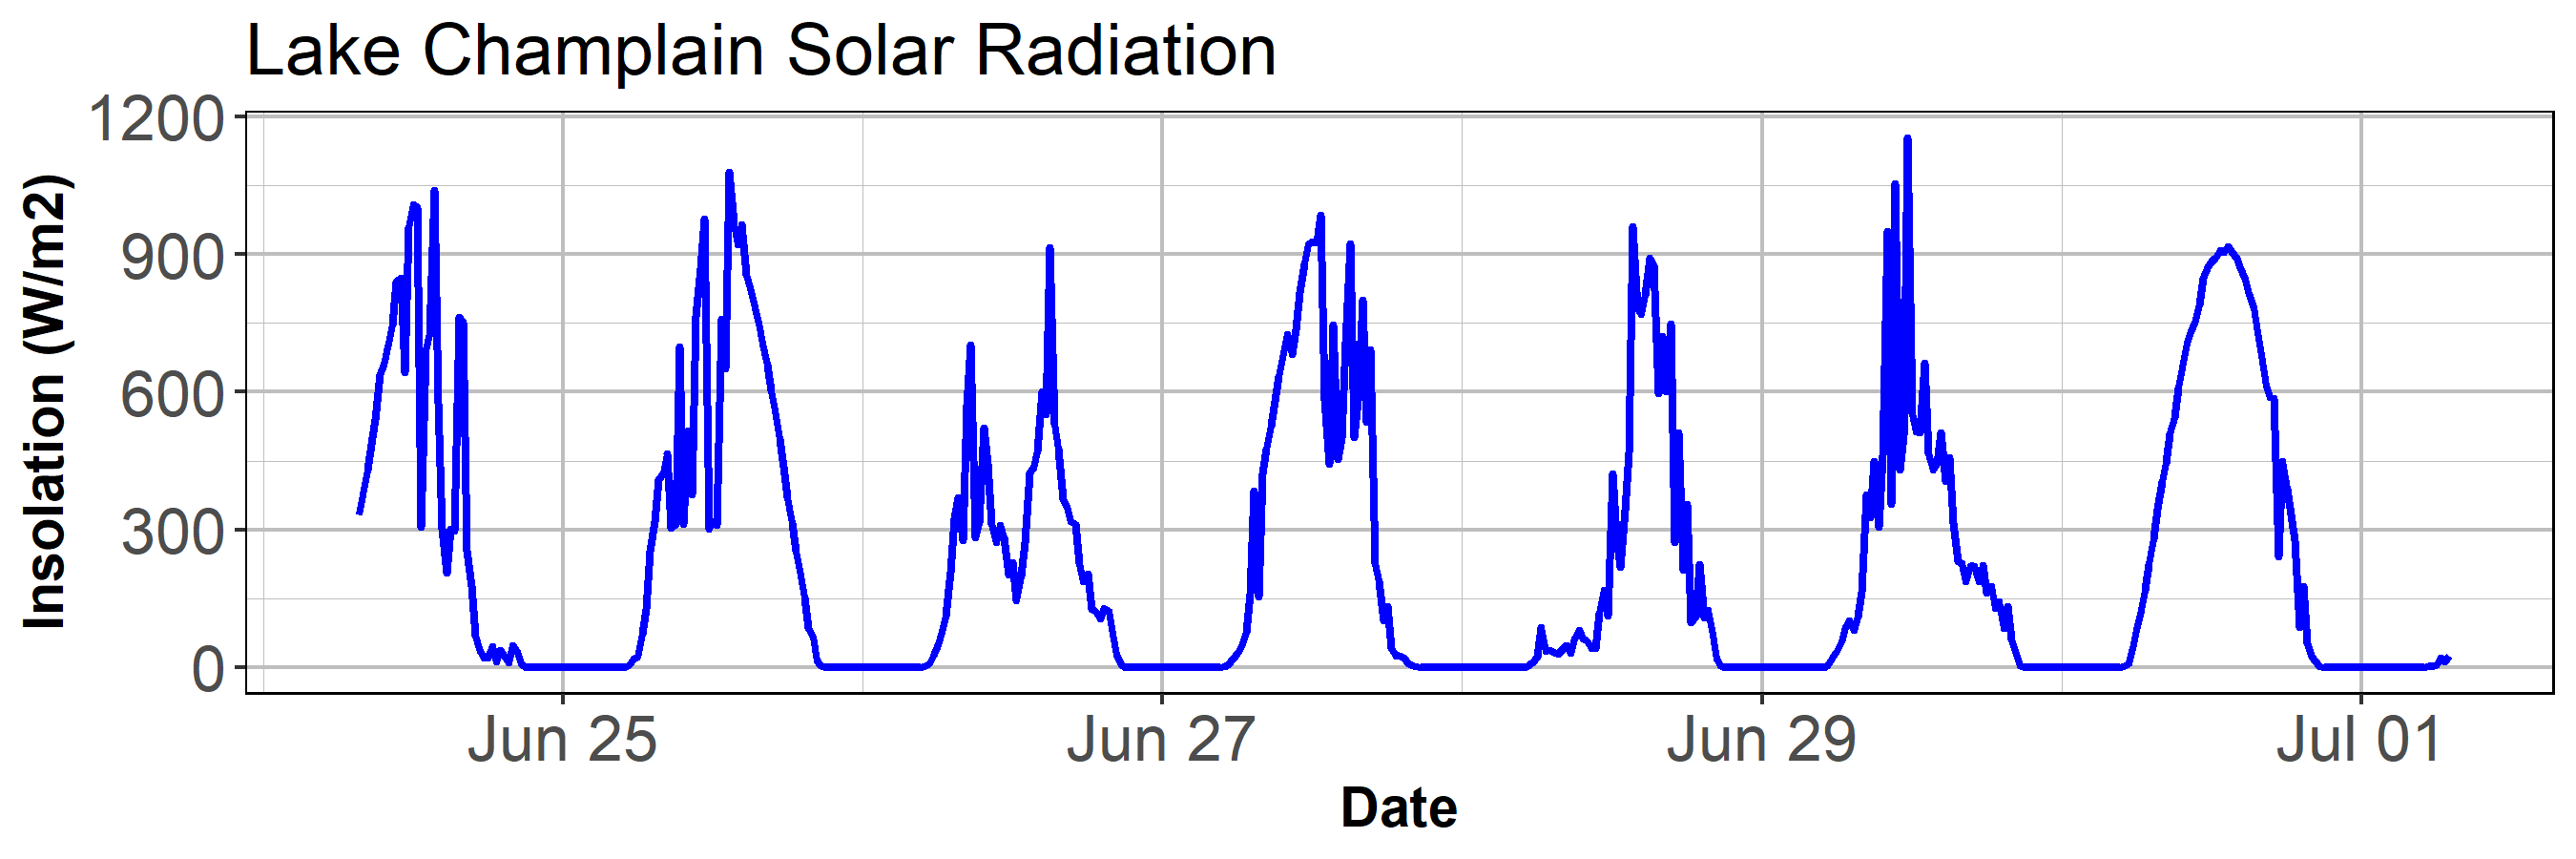 Lake Champlain Solar Radiation
1200
900
600
300
0
Insolation (W/m2)
Jun 25 Jun 27 Jun 29 Jul 01
Date